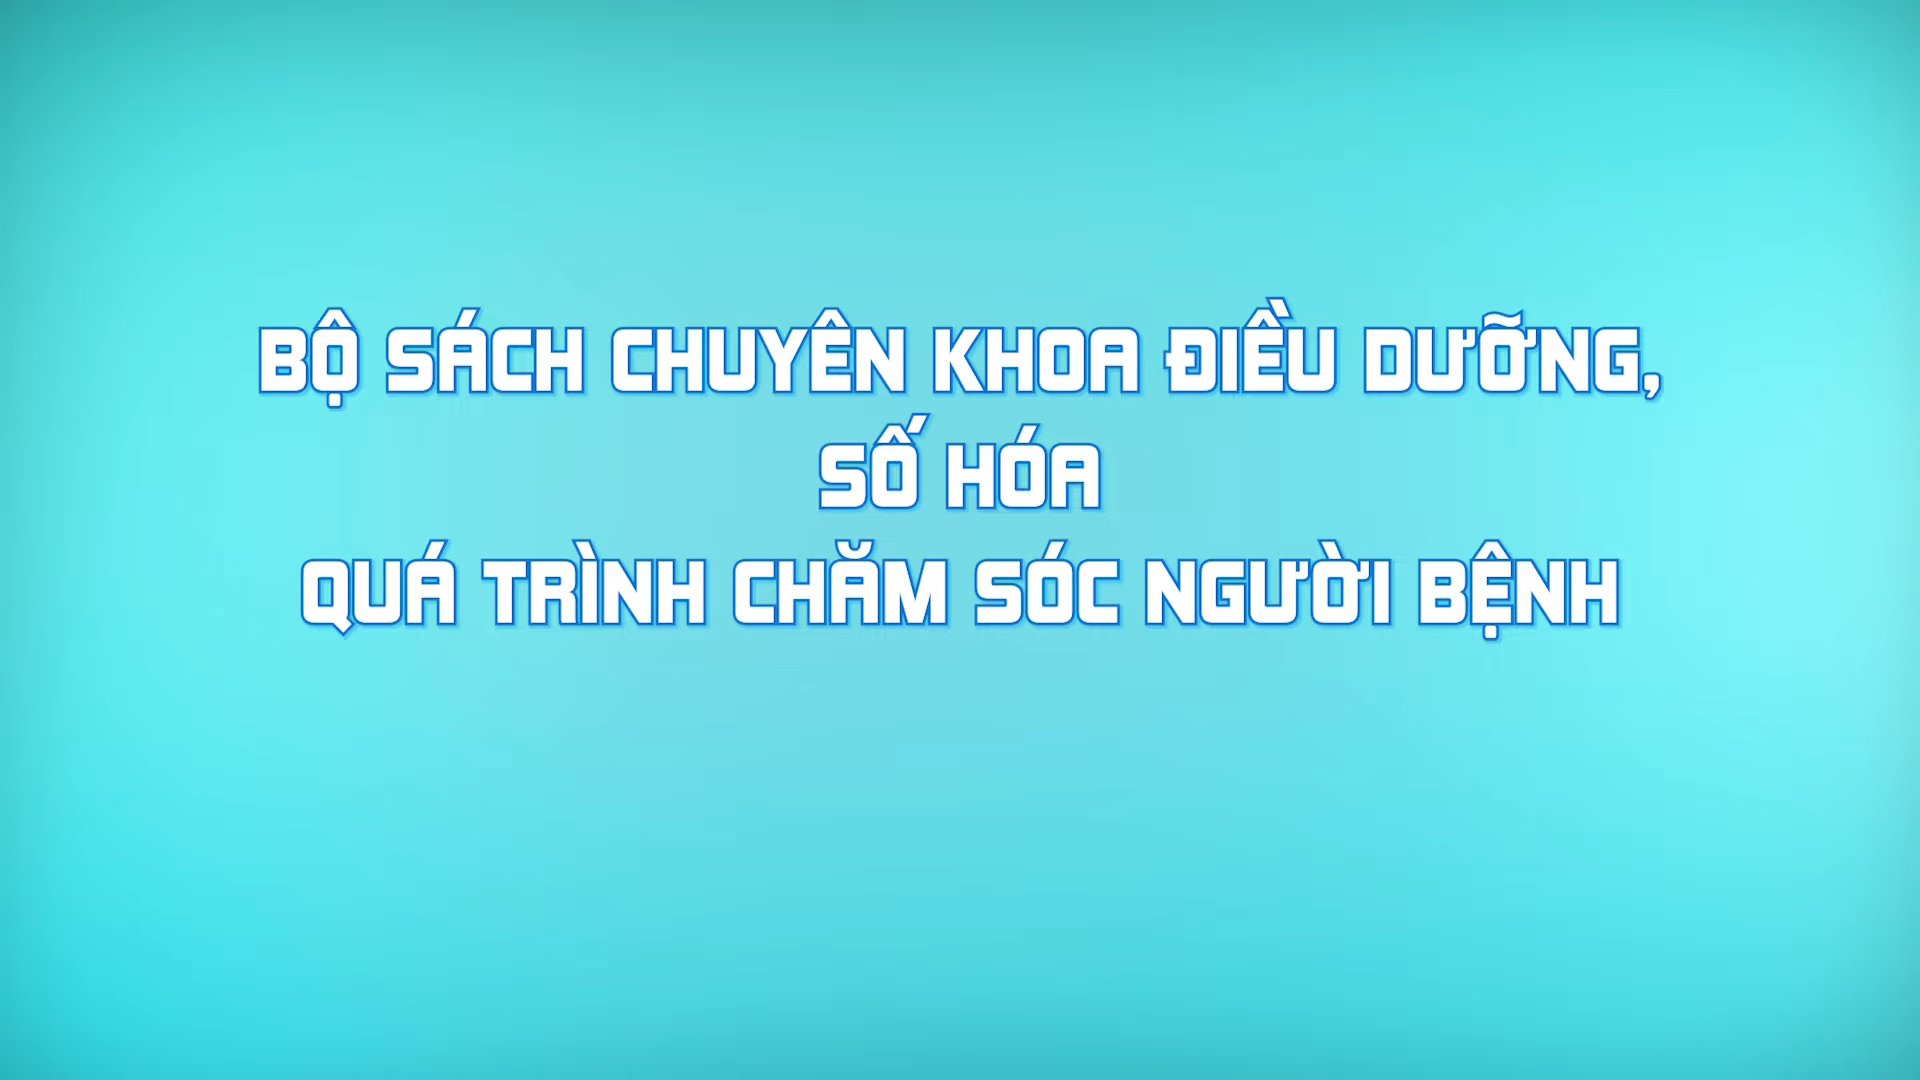 BỘ SÁCH CHUYÊN KHOA ĐIỀU DƯỠNG,
SỐ HÓA
QUÁ TRÌNH CHĂM SÓC NGƯỜI BỆNH